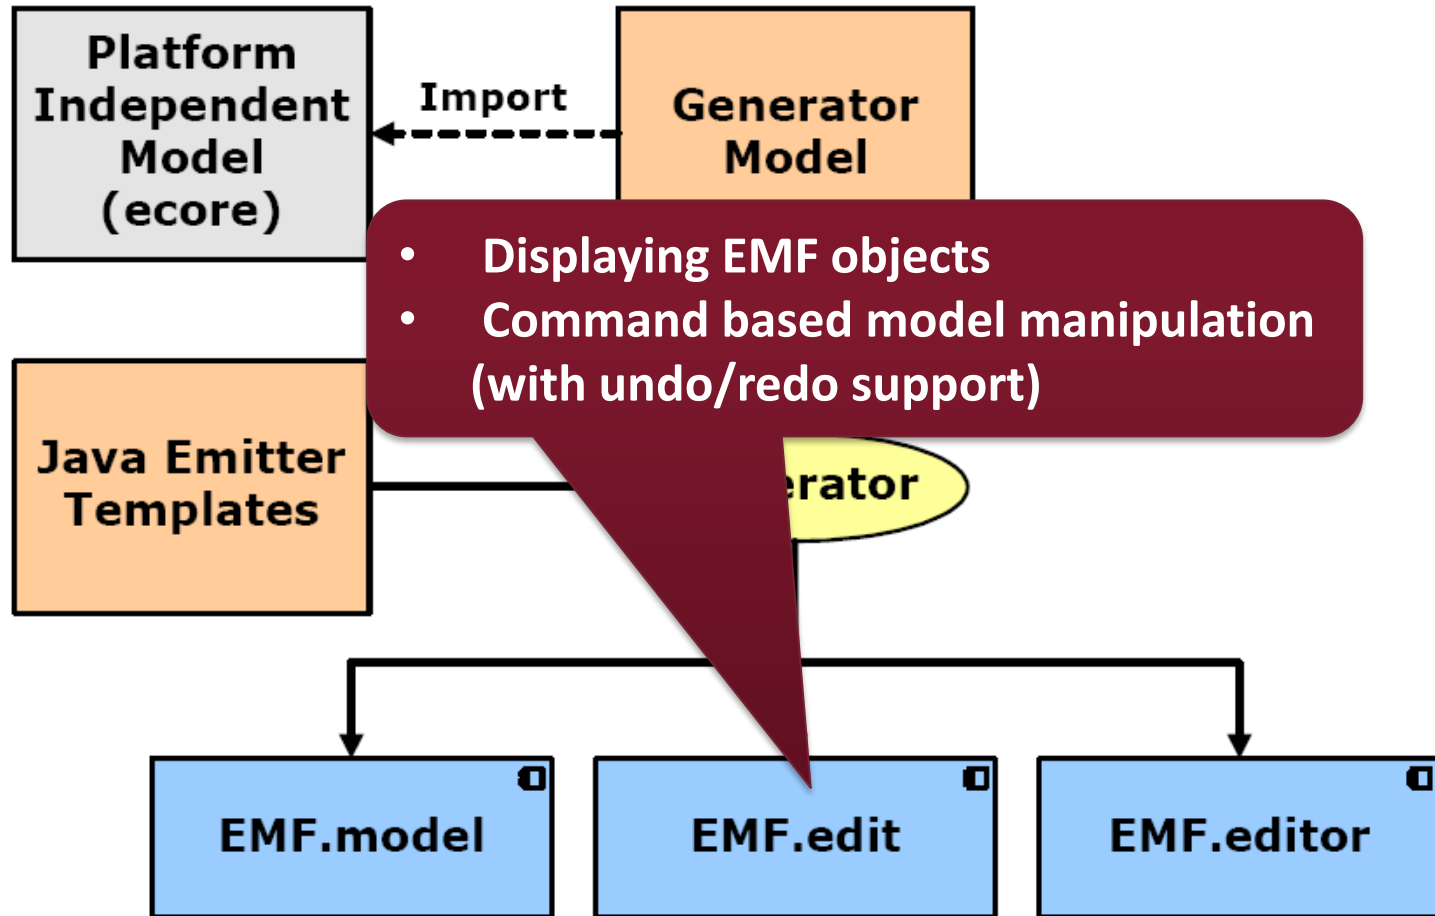 Platform
Independent
Model
(ecore)
Import
Generator
Model
• Displaying EMF objects
• Command based model manipulation
(with undo/redo support)
Java Emitter
Templates
erator
EMF.model
EMF.edit
EMF.editor